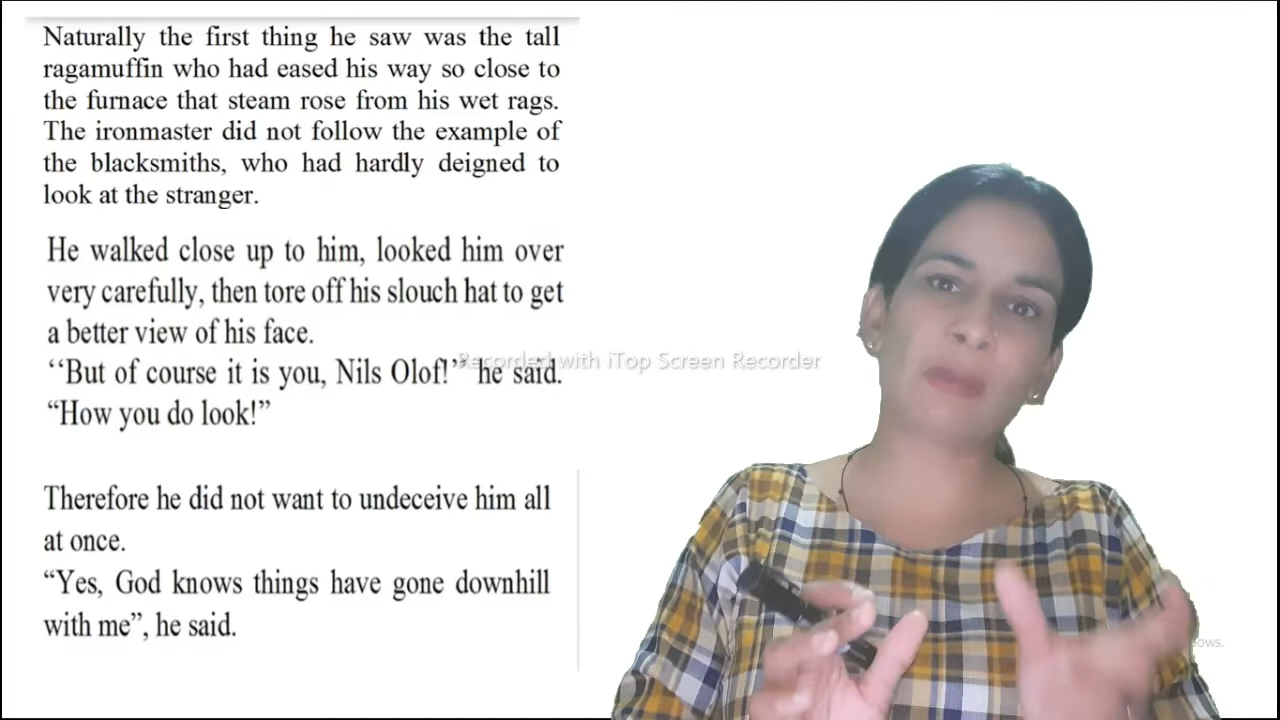 Naturally the first thing he saw was the tall
ragamuffin who had eased his way so close to
the furnace that steam rose from his wet rags.
The ironmaster did not follow the example of
the blacksmiths, who had hardly deigned to
look at the stranger.
He walked close up to him, looked him over
very carefully, then tore off his slouch hat to get
a better view of his face.
‘‘But of course it is you, Nils Olof!” he said.
“How you do look!”
Recorded with iTop Screen Recorder
Therefore he did not want to undeceive him all
at once.
“Yes, God knows things have gone downhill
with me”, he said.